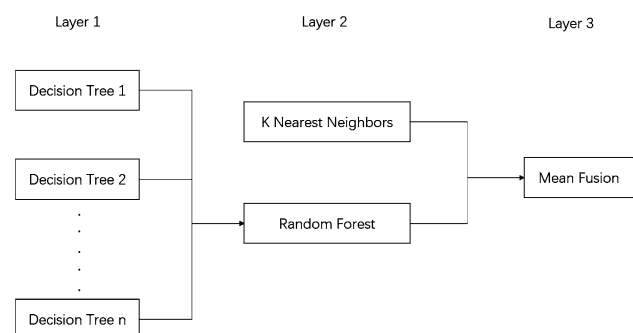 Layer 1
Layer 2
Layer 3
Decision Tree 1
K Nearest Neighbors
Decision Tree 2
Mean Fusion
Random Forest
Decision Tree n